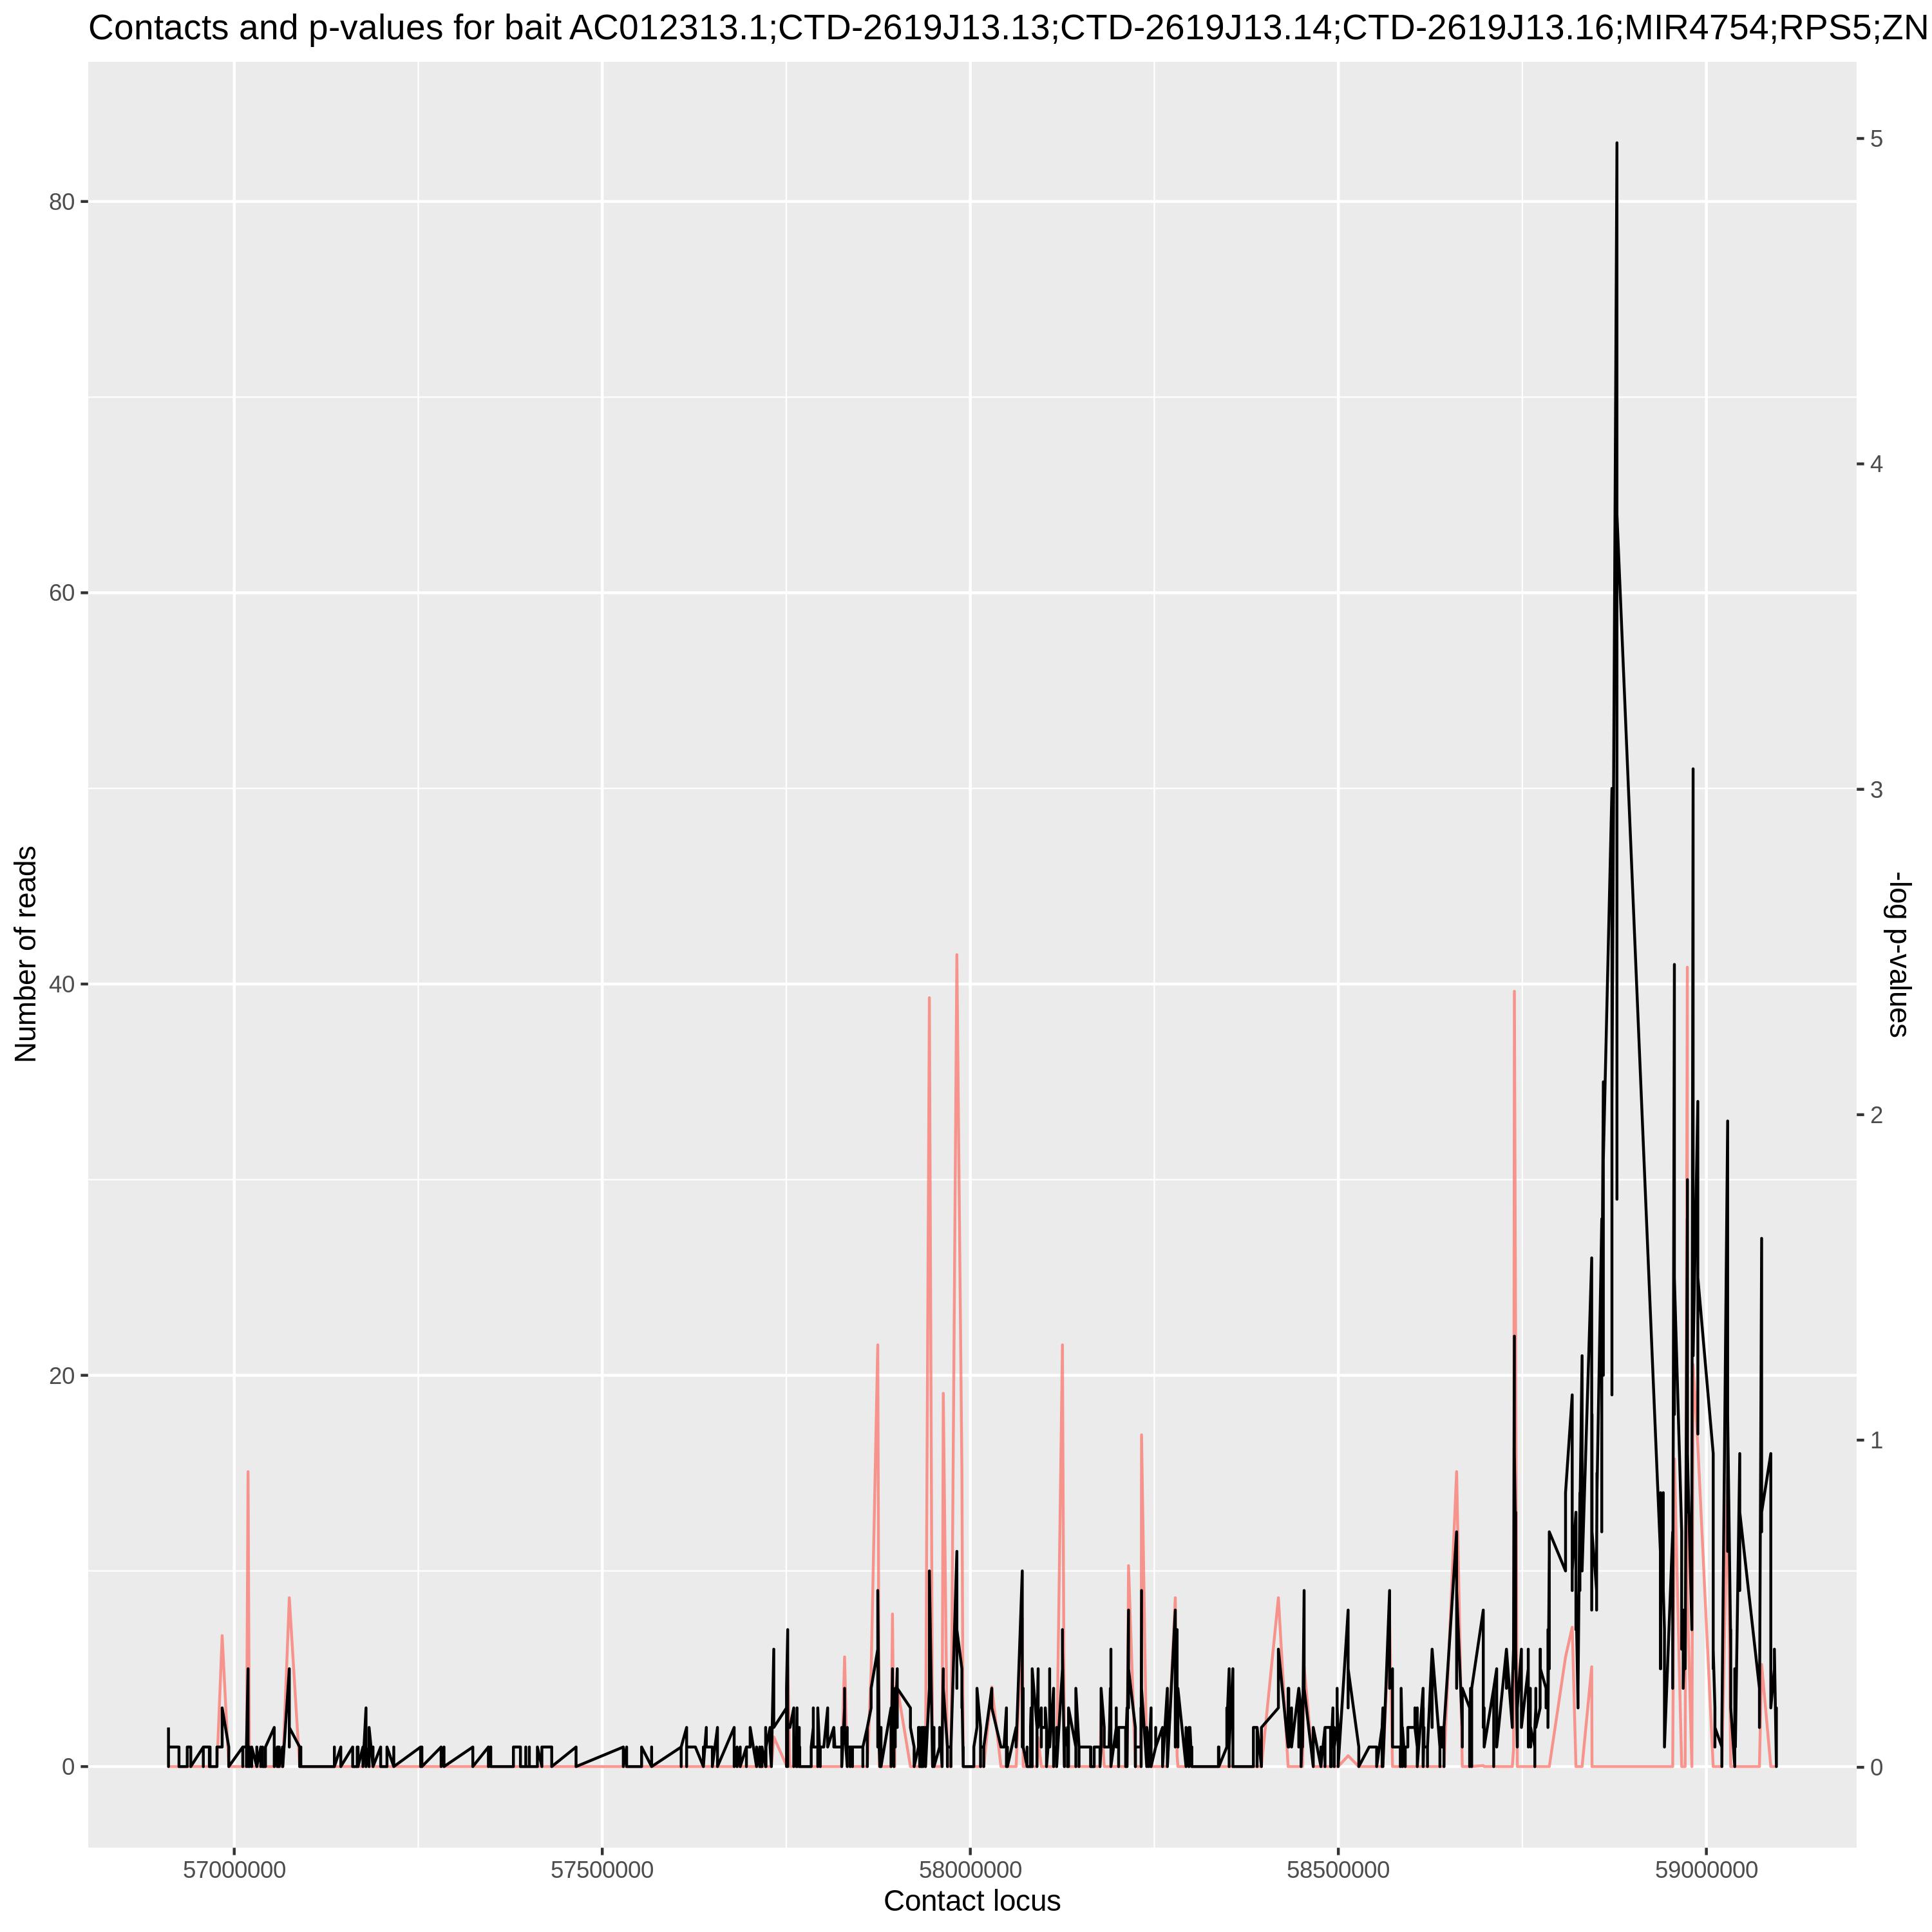 Contacts and p-values for bait AC012313.1;CTD-2619J13.13;CTD-2619J13.14;CTD-2619J13.16;MIR4754;RPS5;ZN
80
60
40
20
0
Number of reads
5
4
3
2
1
0
-log p-values
57000000 57500000 58000000 58500000 59000000
Contact locus